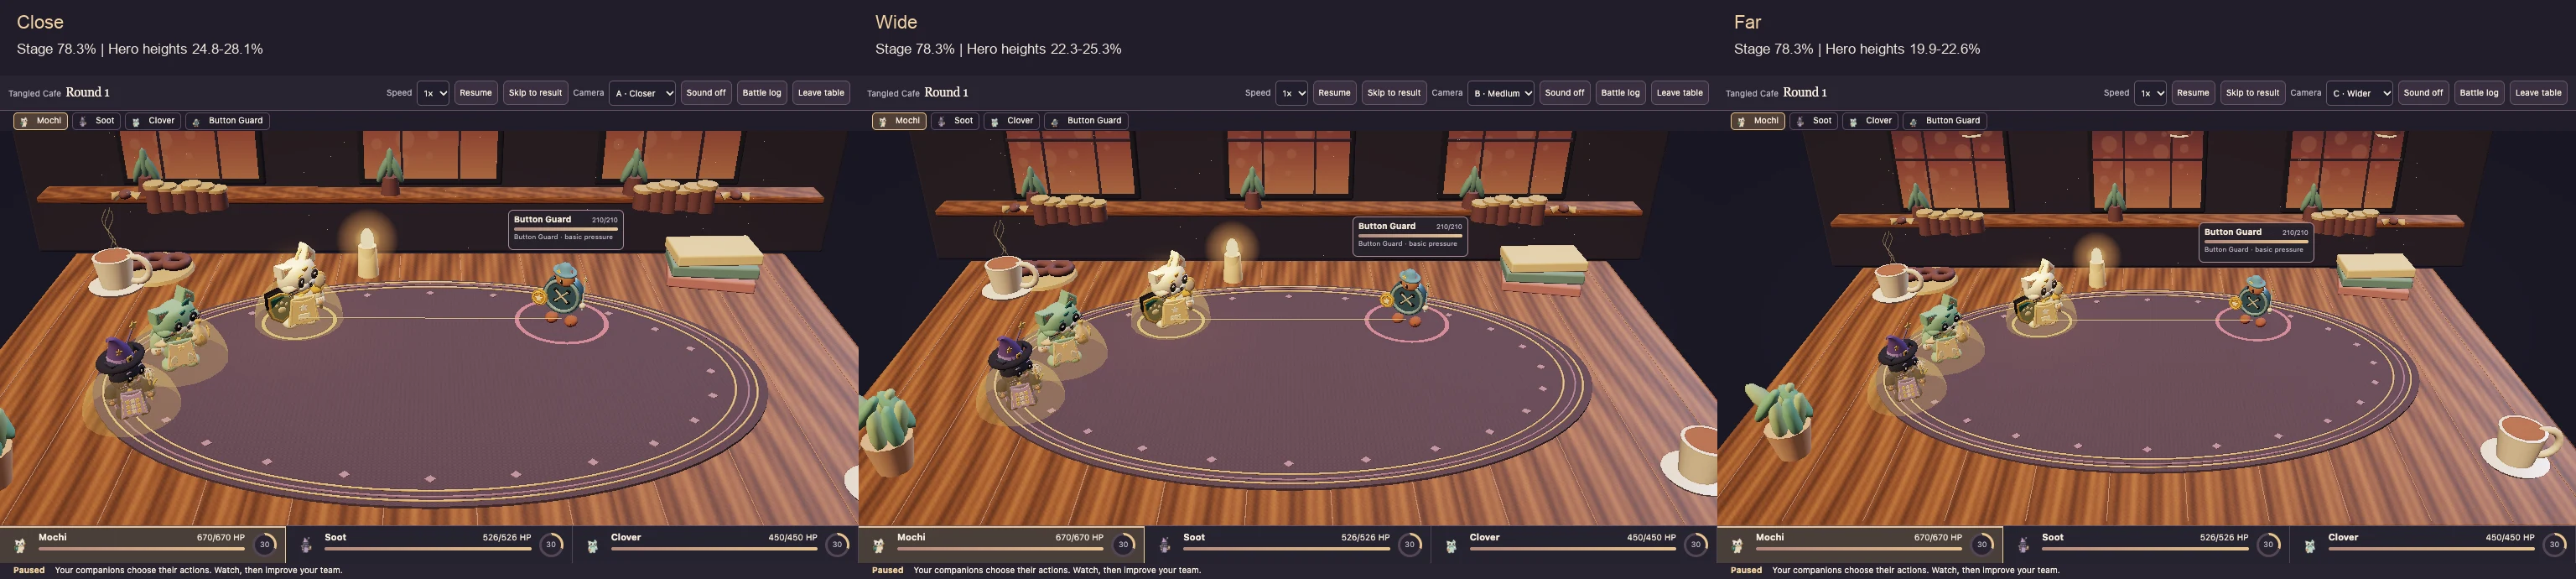 Close
Stage 78.3% | Hero heights 24.8-28.1%
Tangled Cafe Round 1 Speed 1x Resume Skip to result Camera A · Closer Sound off Battle log Leave table
Mochi Soot Clover Button Guard
Button Guard 210/210
Button Guard · basic pressure
Mochi 670/670 HP 30 Soot 526/526 HP 30 Clover 450/450 HP 30
Paused Your companions choose their actions. Watch, then improve your team.
Wide
Stage 78.3% | Hero heights 22.3-25.3%
Tangled Cafe Round 1 Speed 1x Resume Skip to result Camera B · Medium Sound off Battle log Leave table
Mochi Soot Clover Button Guard
Button Guard 210/210
Button Guard · basic pressure
Mochi 670/670 HP 30 Soot 526/526 HP 30 Clover 450/450 HP 30
Paused Your companions choose their actions. Watch, then improve your team.
Far
Stage 78.3% | Hero heights 19.9-22.6%
Tangled Cafe Round 1 Speed 1x Resume Skip to result Camera C · Wider Sound off Battle log Leave table
Mochi Soot Clover Button Guard
Button Guard 210/210
Button Guard · basic pressure
Mochi 670/670 HP 30 Soot 526/526 HP 30 Clover 450/450 HP 30
Paused Your companions choose their actions. Watch, then improve your team.